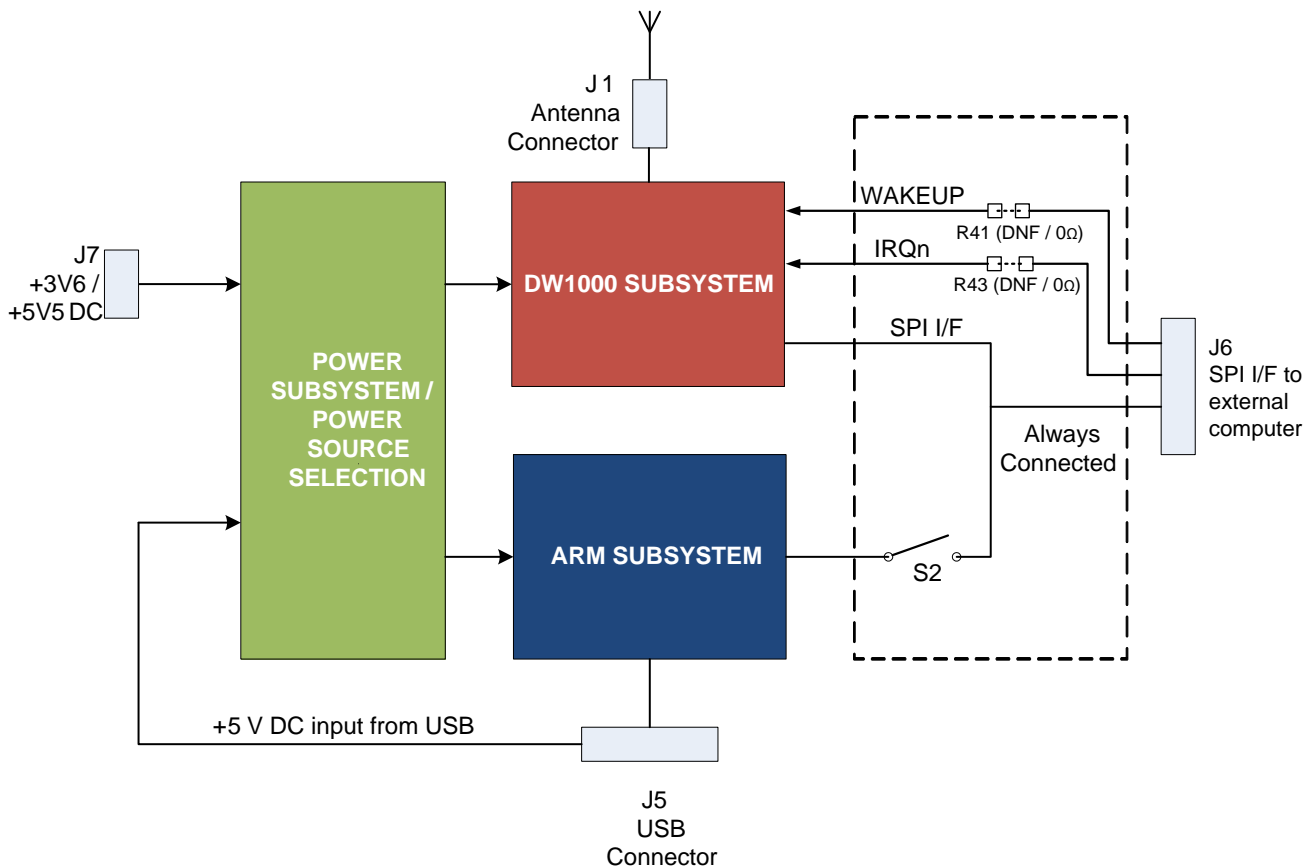 J1
Antenna
Connector
WAKEUP
R41 (DNF / 0Ω)
IRQn
R43 (DNF / 0Ω)
J7
+3V6 /
+5V5 DC
DW1000 SUBSYSTEM
SPI I/F
J6
SPI I/F to
external
computer
POWER
SUBSYSTEM /
POWER
SOURCE
SELECTION
Always
Connected
ARM SUBSYSTEM
S2
+5 V DC input from USB
J5
USB
Connector